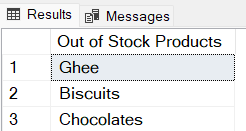 Results Messages
Out of Stock Products
1 Ghee
2 Biscuits
3 Chocolates